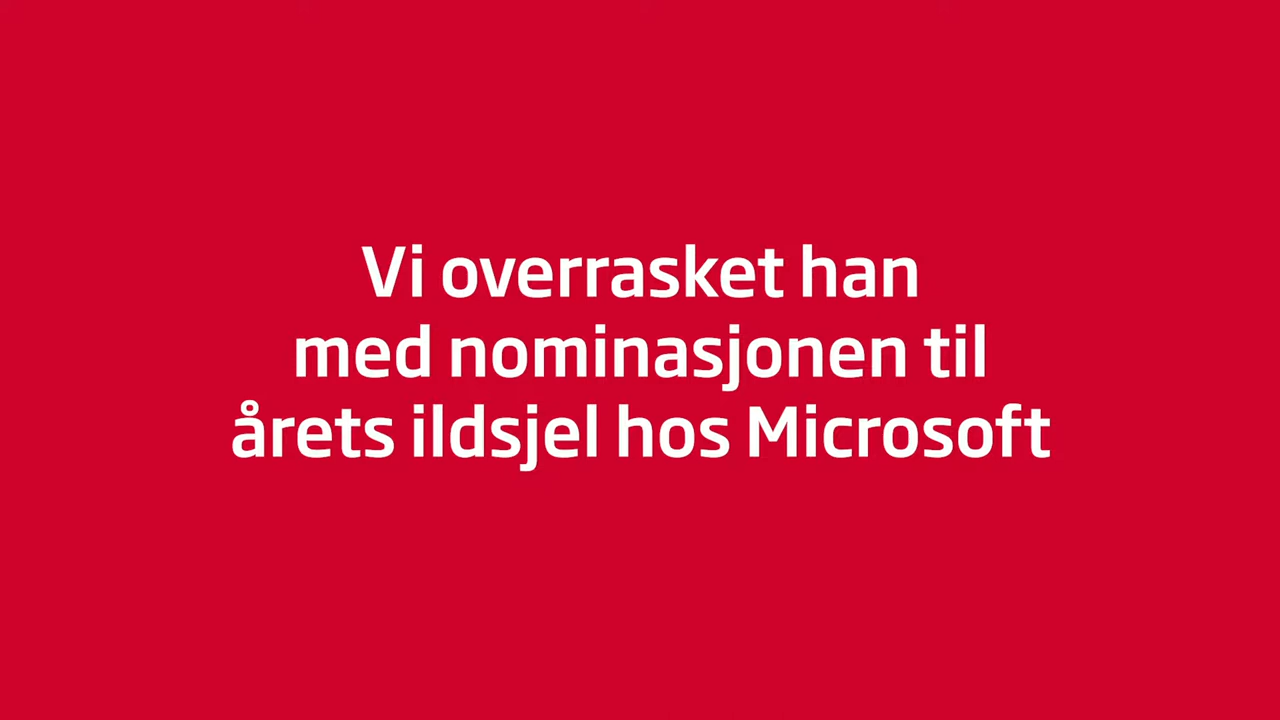 Vi overrasket han
med nominasjonen til
årets ildsjel hos Microsoft